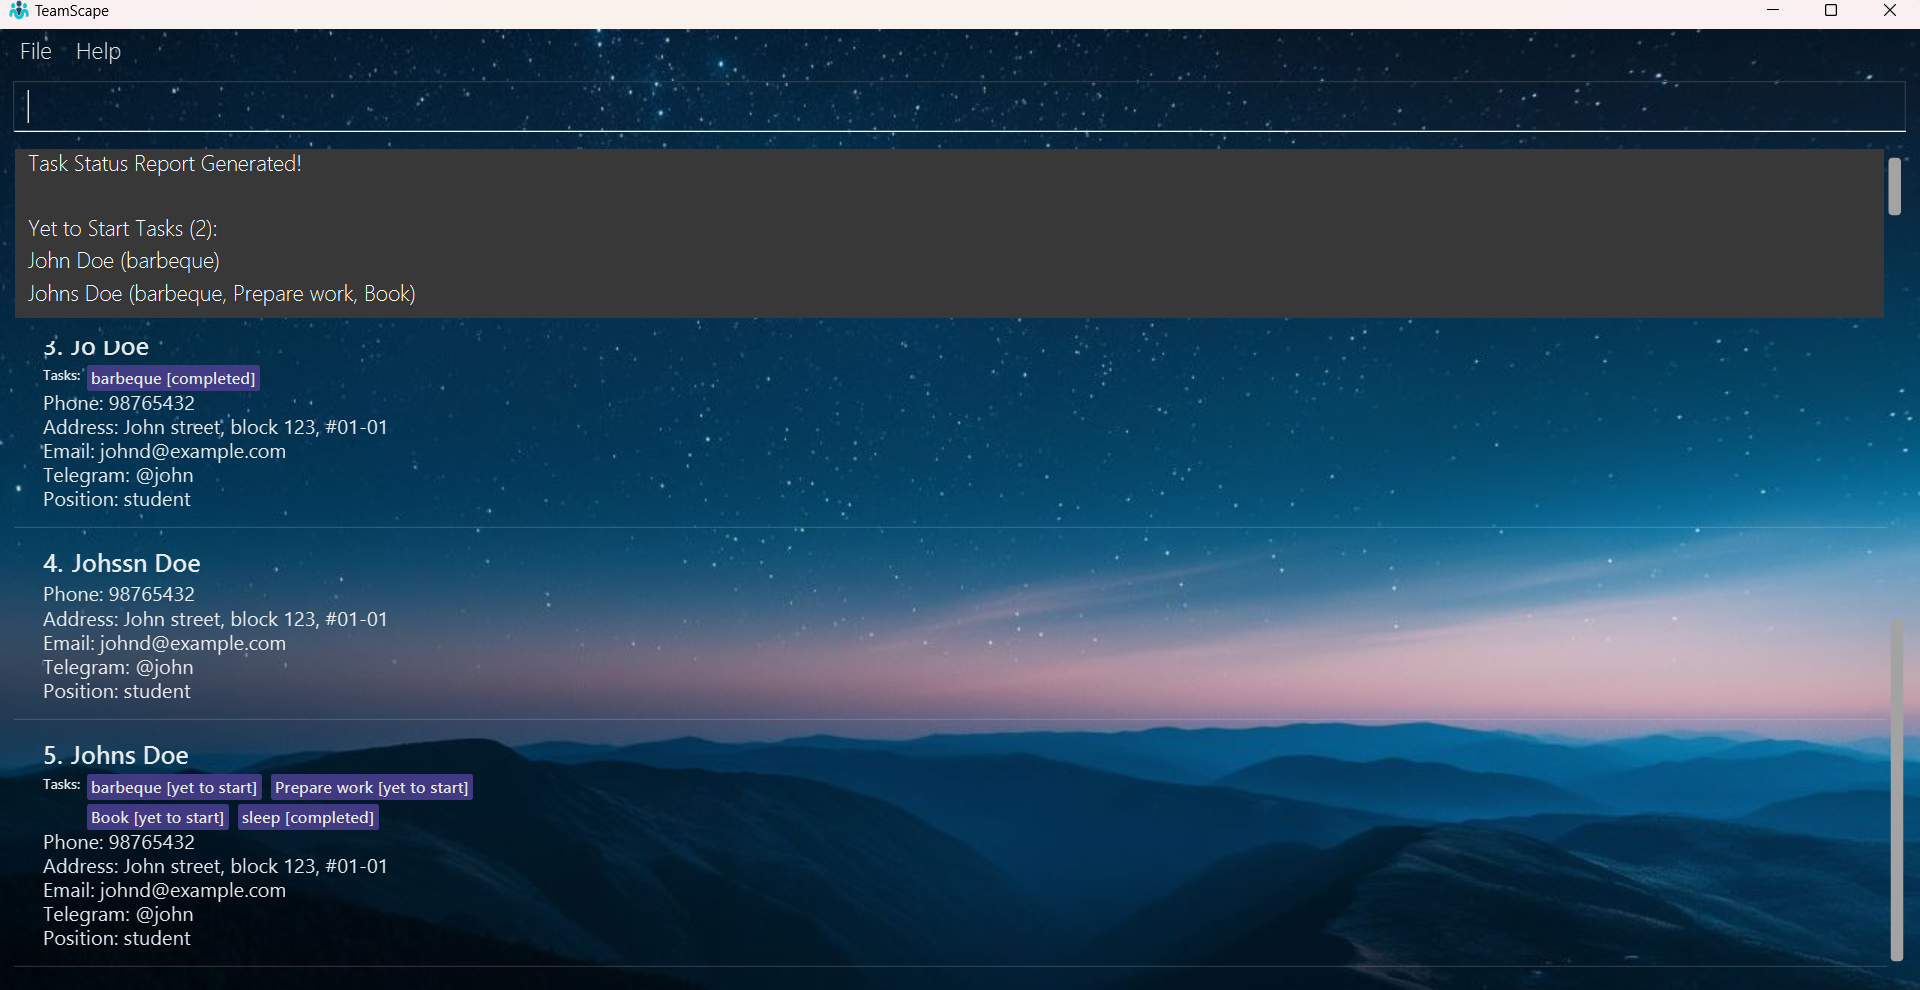 TeamScape
File Help
Task Status Report Generated!
Yet to Start Tasks (2):
John Doe (barbeque)
Johns Doe (barbeque, Prepare work, Book)
3. Jo Doe
Tasks: barbeque [completed]
Phone: 98765432
Address: John street, block 123, #01-01
Email: johnd@example.com
Telegram: @john
Position: student
4. Johssn Doe
Phone: 98765432
Address: John street, block 123, #01-01
Email: johnd@example.com
Telegram: @john
Position: student
5. Johns Doe
Tasks: barbeque [yet to start] Prepare work [yet to start]
Book [yet to start] sleep [completed]
Phone: 98765432
Address: John street, block 123, #01-01
Email: johnd@example.com
Telegram: @john
Position: student